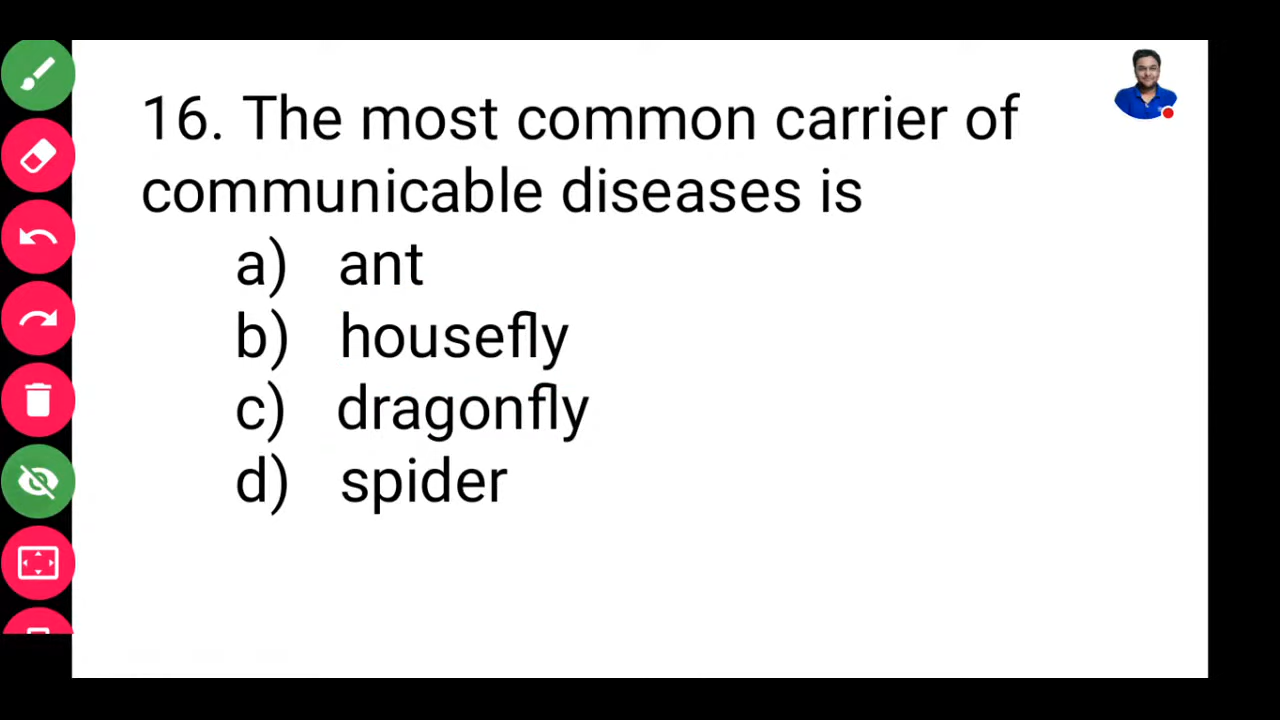 16. The most common carrier of
communicable diseases is
a) ant
b) housefly
c) dragonfly
d) spider